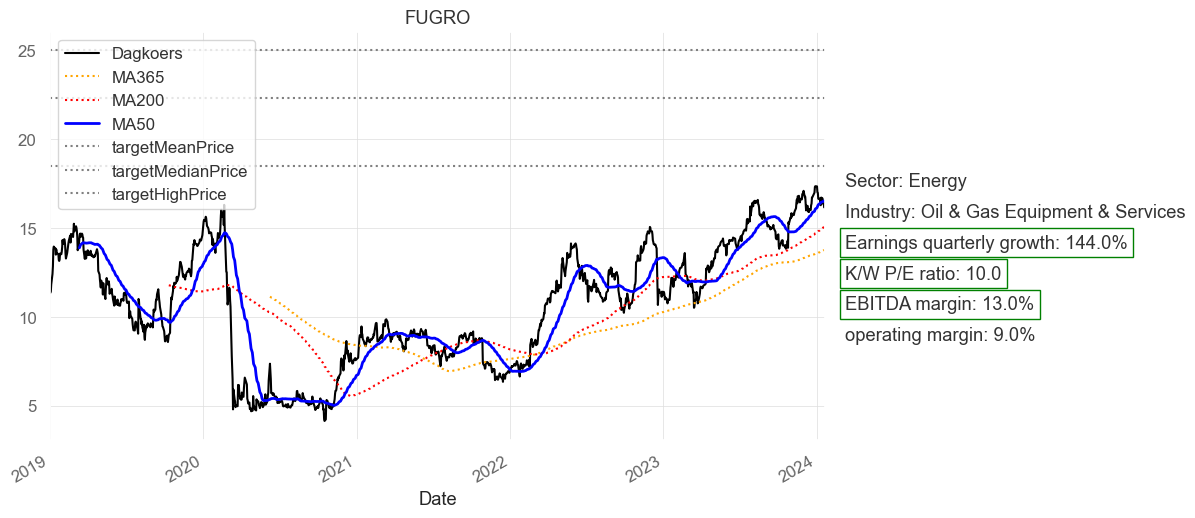 FUGRO
25
20
15
10
5
Dagkoers
MA365
MA200
MA50
targetMeanPrice
targetMedianPrice
targetHighPrice
Sector: Energy
Industry: Oil & Gas Equipment & Services
Earnings quarterly growth: 144.0%
K/W P/E ratio: 10.0
EBITDA margin: 13.0%
operating margin: 9.0%
2019
2020
2021
2022
2023
2024
Date